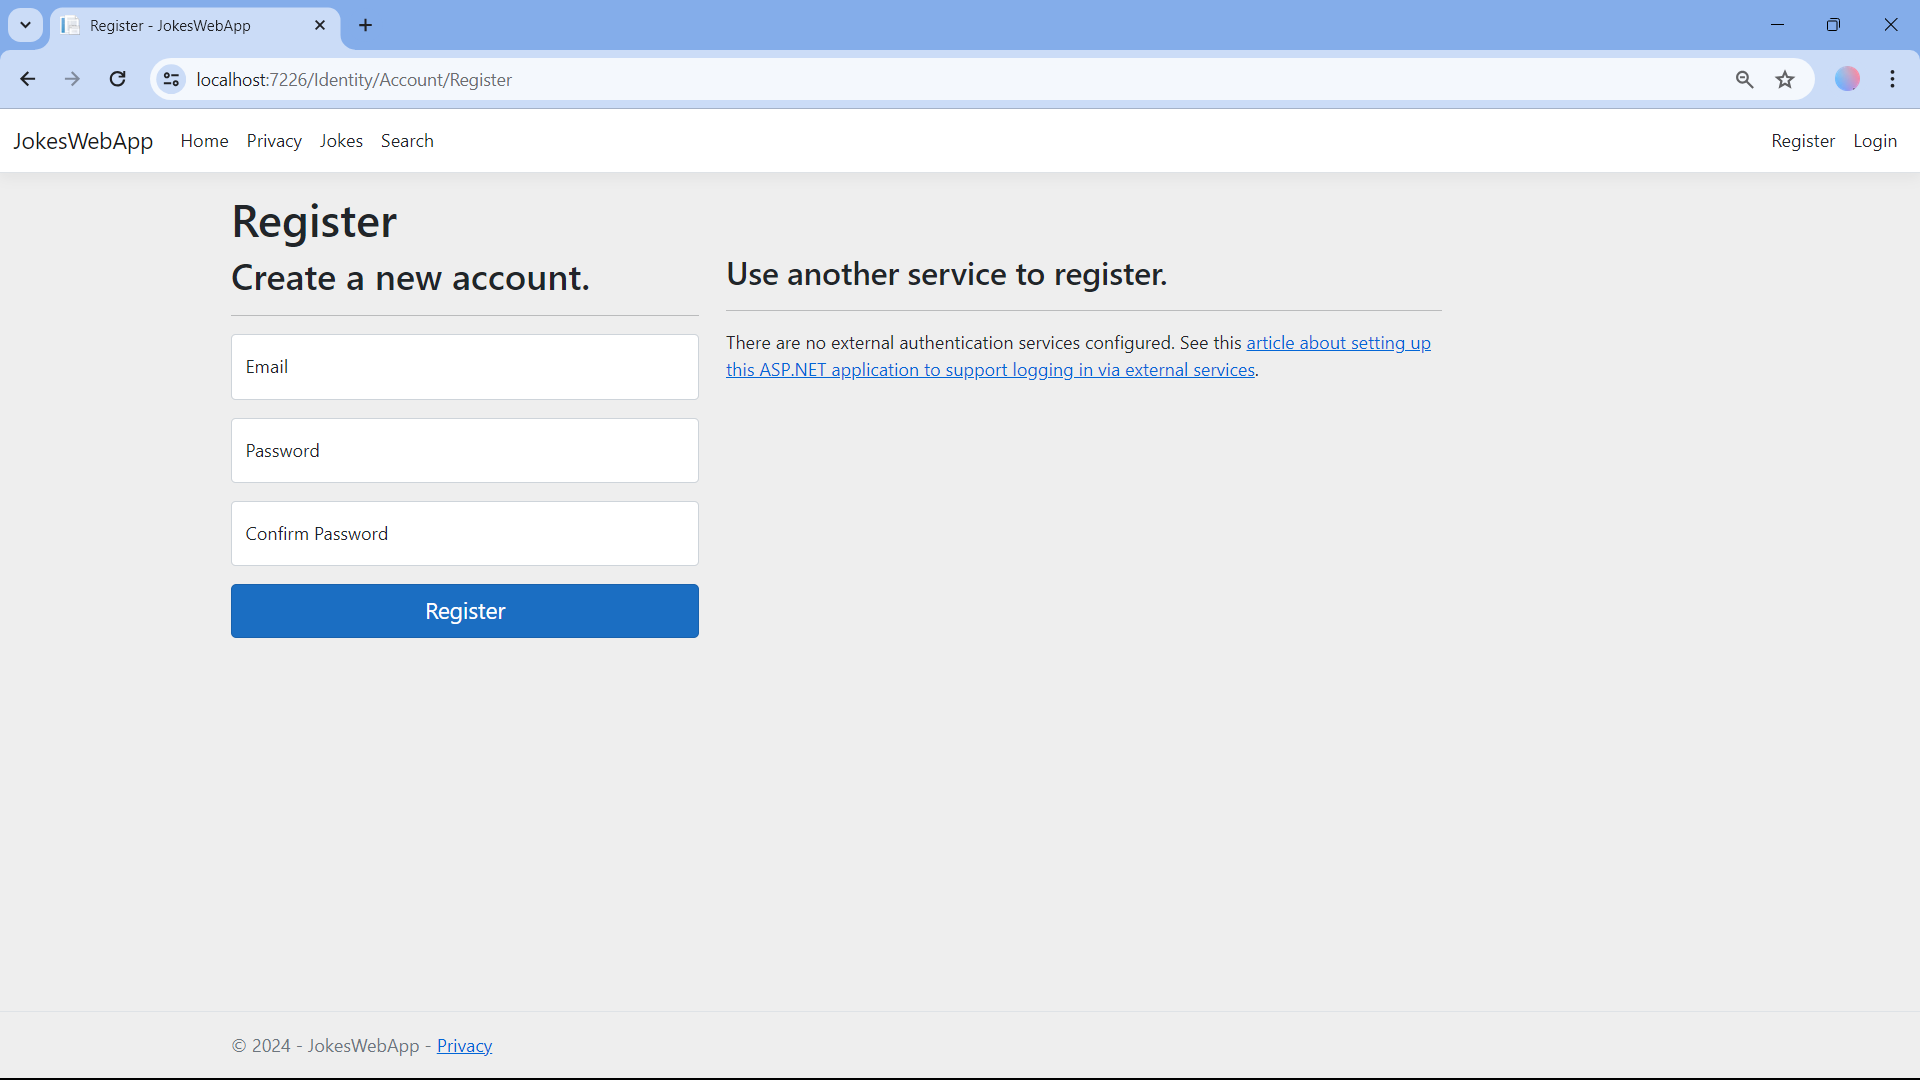 Register - JokesWebApp
localhost:7226/Identity/Account/Register
JokesWebApp Home Privacy Jokes Search Register Login
Register
Create a new account.
Email
Password
Confirm Password
Register
Use another service to register.
There are no external authentication services configured. See this article about setting up
this ASP.NET application to support logging in via external services.
© 2024 - JokesWebApp - Privacy